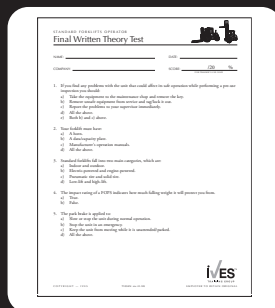 STANDARD FORKLIFTS OPERATOR
Final Written Theory Test
NAME:
DATE:
COMPANY:
SCORE: /20 %
1. If you find any problems with the unit that could affect its safe operation while performing a pre-use
inspection you should:
a) Take the equipment to the maintenance shop and remove the key.
b) Remove unsafe equipment from service and tag/lock it out.
c) Report the problem to your supervisor immediately.
d) All the above.
e) Both b) and c) above.
2. Your forklift must have:
a) A horn.
b) A data/capacity plate.
c) Manufacturer's operator's manual.
d) All the above.
3. Standard forklifts fall into two main categories, which are:
a) Indoor and outdoor.
b) Electric-powered and engine-powered.
c) Pneumatic tire and solid tire.
d) Low-lift and high-lift.
4. The impact rating of a FOPS indicates how much falling weight it will protect you from.
a) True.
b) False.
5. The park brake is applied to:
a) Slow or stop the unit during normal operation.
b) Stop the unit in an emergency.
c) Keep the unit from moving while it is unattended/parked.
d) All the above.
IVES